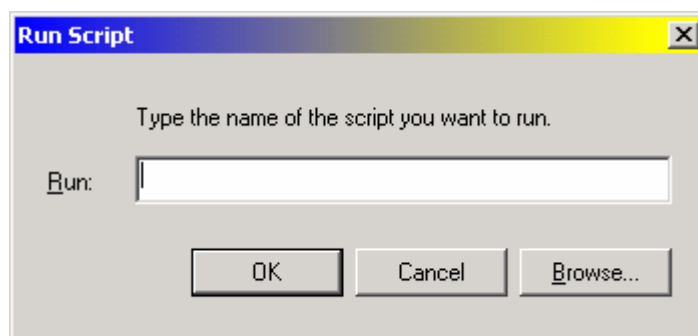 Run Script
Type the name of the script you want to run.
Run:
OK Cancel Browse...